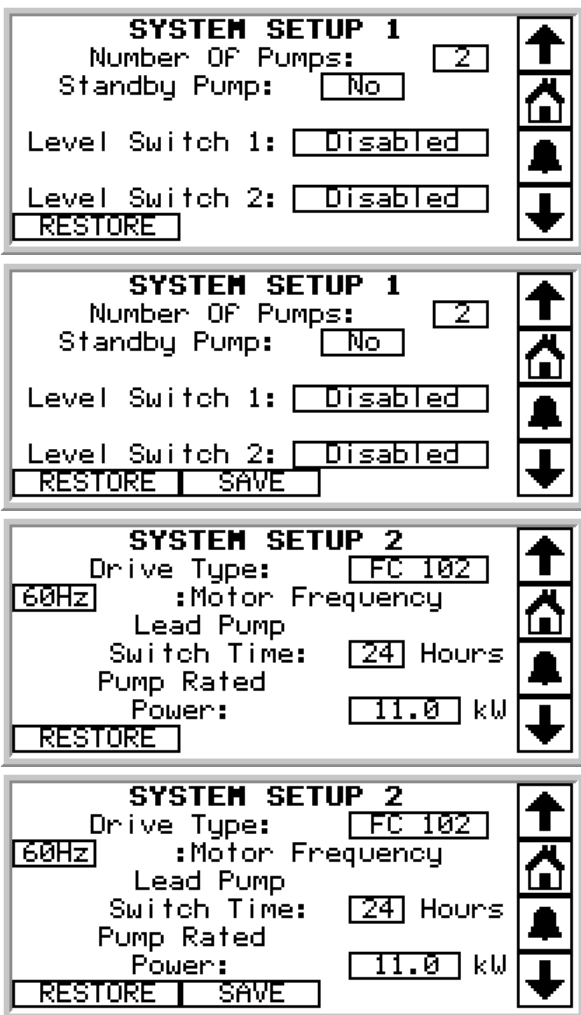 SYSTEM SETUP 1
Number Of Pumps: 2
Standby Pump: No
Level Switch 1: Disabled
Level Switch 2: Disabled
RESTORE
SYSTEM SETUP 1
Number Of Pumps: 2
Standby Pump: No
Level Switch 1: Disabled
Level Switch 2: Disabled
RESTORE SAVE
SYSTEM SETUP 2
Drive Type: FC 102
60Hz :Motor Frequency
Lead Pump
Switch Time: 24 Hours
Pump Rated
Power: 11.0 kW
RESTORE
SYSTEM SETUP 2
Drive Type: FC 102
60Hz :Motor Frequency
Lead Pump
Switch Time: 24 Hours
Pump Rated
Power: 11.0 kW
RESTORE SAVE